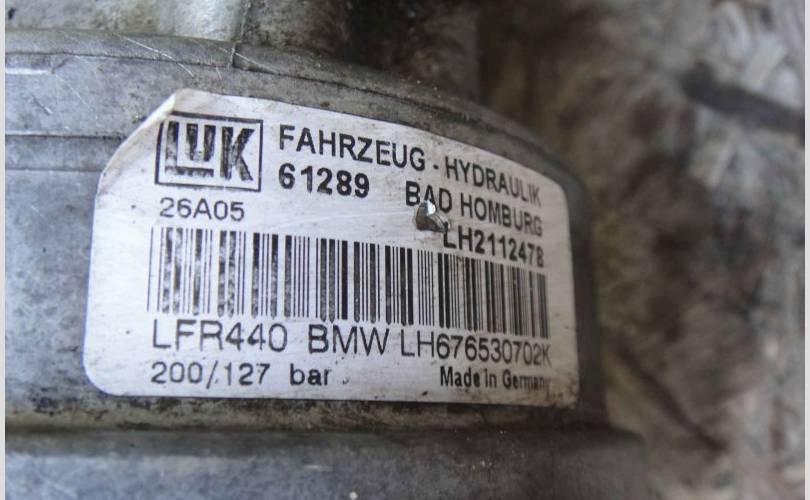 LUK FAHRZEUG - HYDRAULIK
61289 BAD HOMBURG
26A05 LH2112478
LFR440 BMW LH676530702K
200/127 bar Made in Germany